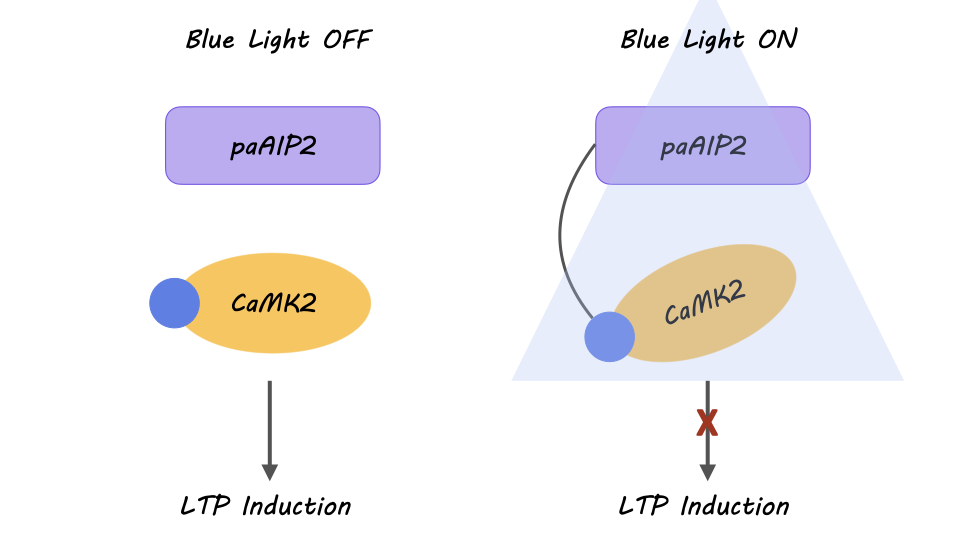 Blue Light OFF
paAIP2
CaMK2
LTP Induction
Blue Light ON
paAIP2
CaMK2
X
LTP Induction